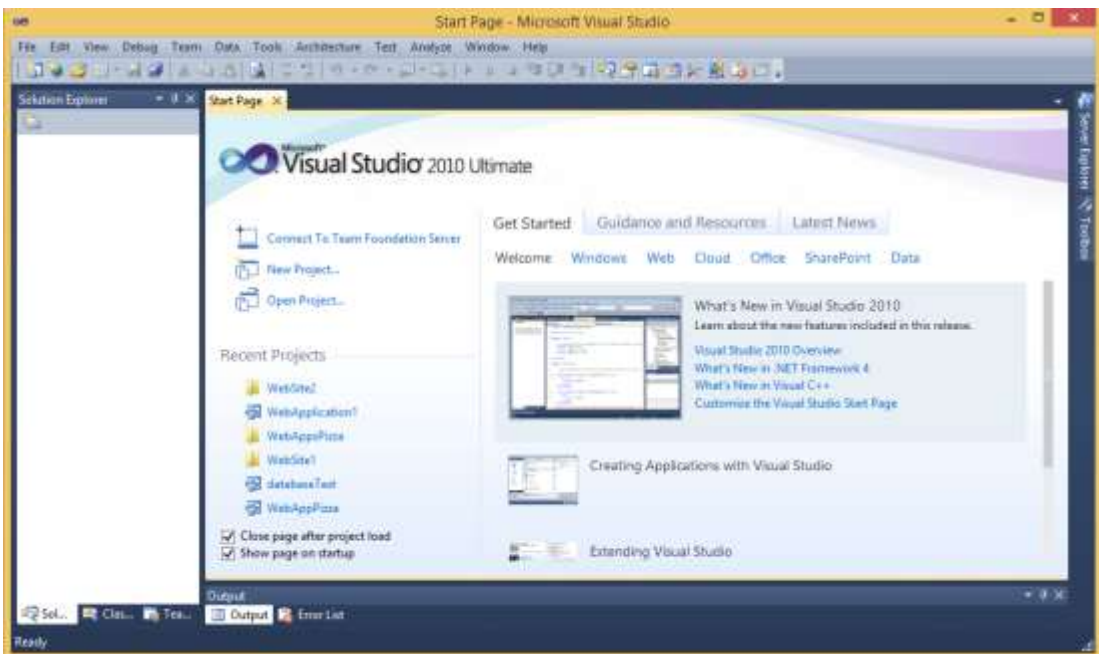 Start Page - Microsoft Visual Studio
File Edit View Debug Team Data Tools Architecture Test Analyze Window Help
Solution Explorer
Start Page
Microsoft
Visual Studio 2010 Ultimate
Connect To Team Foundation Server
New Project...
Open Project...
Recent Projects
WebSite2
WebApplication1
WebAppsPizza
WebSite1
databaseTest
WebAppPizza
Close page after project load
Show page on startup
Get Started Guidance and Resources Latest News
Welcome Windows Web Cloud Office SharePoint Data
What's New in Visual Studio 2010
Learn about the new features included in this release.
Visual Studio 2010 Overview
What's New in .NET Framework 4
What's New in Visual C++
Customize the Visual Studio Start Page
Creating Applications with Visual Studio
Extending Visual Studio
Server Explorer
Toolbox
Output
Sol... Clas... Tea...
Output Error List
Ready